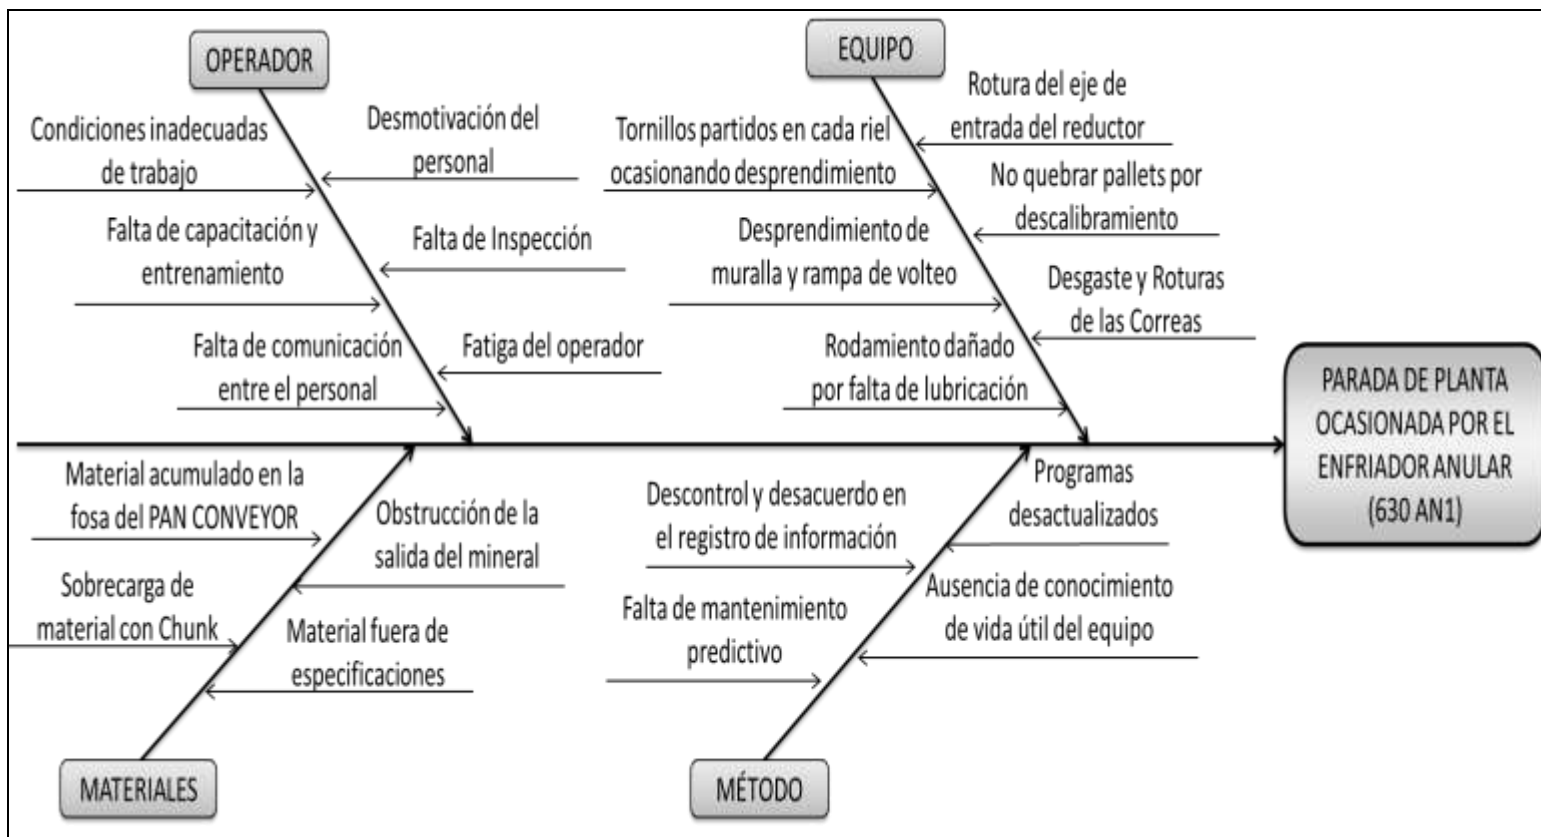 OPERADOR
Condiciones inadecuadas
de trabajo
Desmotivación del
personal
Falta de capacitación y
entrenamiento
Falta de Inspección
Falta de comunicación
entre el personal
Fatiga del operador
EQUIPO
Tornillos partidos en cada riel
ocasionando desprendimiento
Rotura del eje de
entrada del reductor
No quebrar pallets por
descalibramiento
Desprendimiento de
muralla y rampa de volteo
Desgaste y Roturas
de las Correas
Rodamiento dañado
por falta de lubricación
PARADA DE PLANTA
OCASIONADA POR EL
ENFRIADOR ANULAR
(630 AN1)
Material acumulado en la
fosa del PAN CONVEYOR
Obstrucción de la
salida del mineral
Sobrecarga de
material con Chunk
Material fuera de
especificaciones
MATERIALES
Descontrol y desacuerdo en
el registro de información
Programas
desactualizados
Falta de mantenimiento
predictivo
Ausencia de conocimiento
de vida útil del equipo
MÉTODO